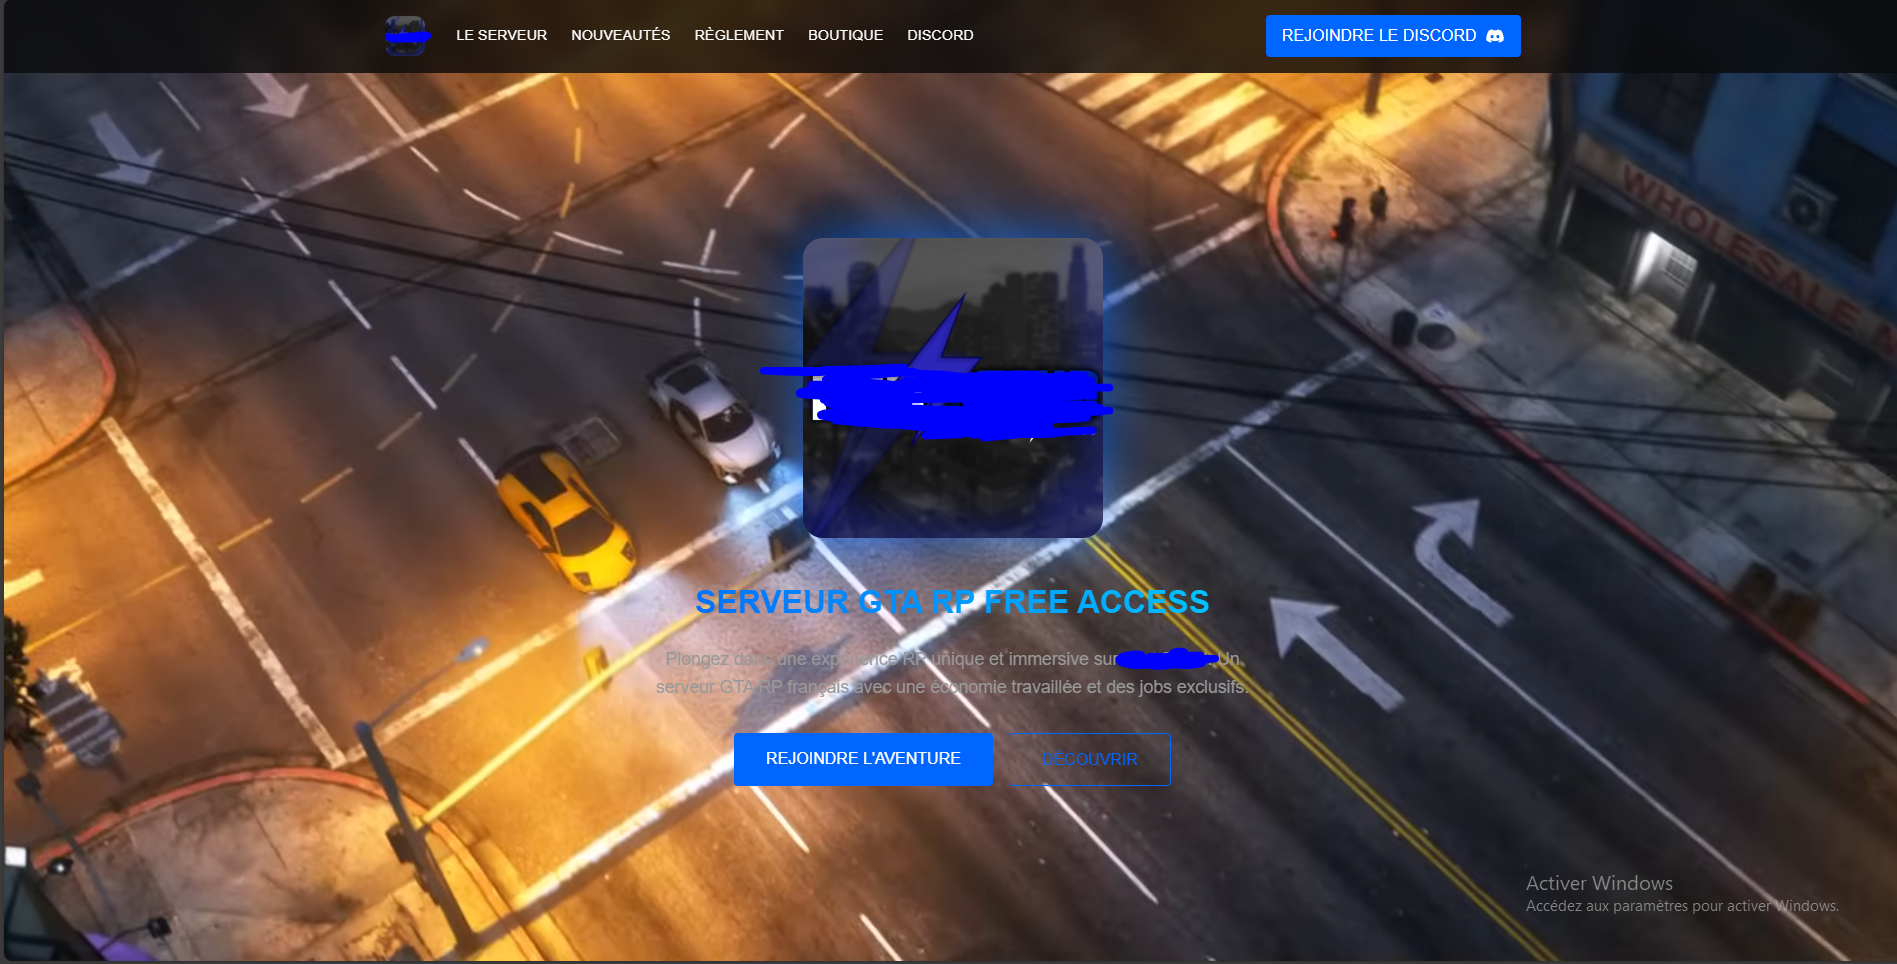 LE SERVEUR NOUVEAUTÉS RÈGLEMENT BOUTIQUE DISCORD REJOINDRE LE DISCORD
WHOLESALE
SERVEUR GTA RP FREE ACCESS
Plongez dans une expérience RP unique et immersive sur Un
serveur GTA RP français avec une économie travaillée et des jobs exclusifs.
REJOINDRE L'AVENTURE DÉCOUVRIR
Activer Windows
Accédez aux paramètres pour activer Windows.